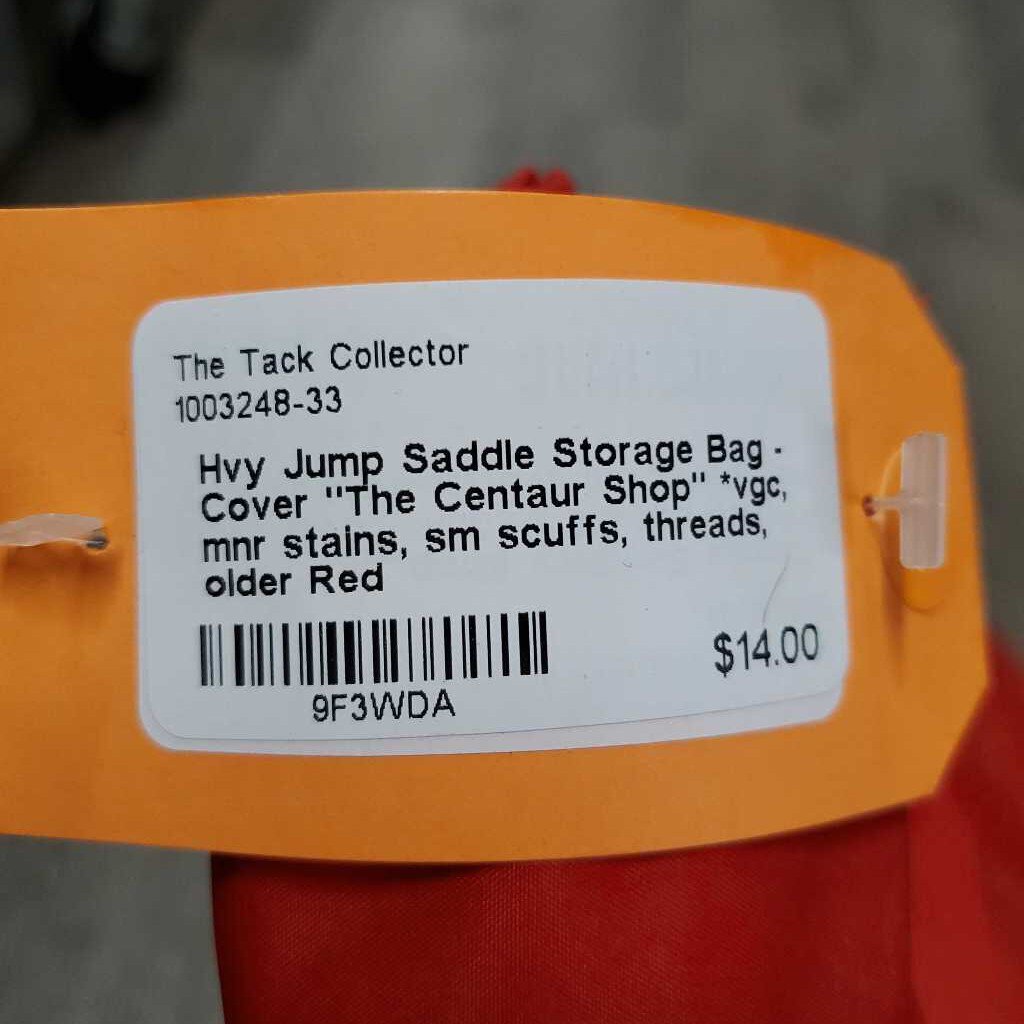 The Tack Collector
1003248-33
Hvy Jump Saddle Storage Bag -
Cover "The Centaur Shop" *vgc,
mnr stains, sm scuffs, threads,
older Red
$14.00
9F3WDA